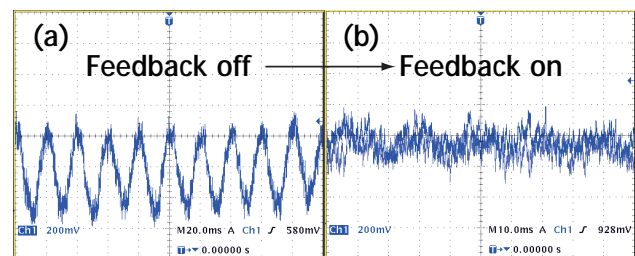 (a)
Feedback off
T
Ch1 200mV
M20.0ms A Ch1 ʃ 580mV
T→▼ 0.00000 s
(b)
Feedback on
T
Ch1 200mV
M10.0ms A Ch1 ʃ 928mV
T→▼ 0.00000 s